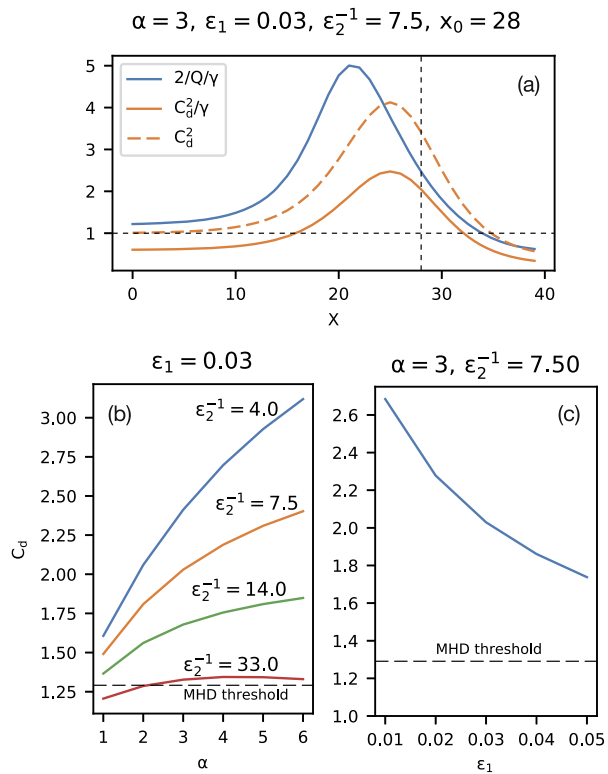 α = 3, ε₁ = 0.03, ε₂⁻¹ = 7.5, x₀ = 28
(a)
2/Q/γ
C_d²/γ
C_d²
5
4
3
2
1
0 10 20 30 40
X
ε₁ = 0.03
(b)
ε₂⁻¹ = 4.0
ε₂⁻¹ = 7.5
ε₂⁻¹ = 14.0
ε₂⁻¹ = 33.0
MHD threshold
C_d
3.00
2.75
2.50
2.25
2.00
1.75
1.50
1.25
1 2 3 4 5 6
α
α = 3, ε₂⁻¹ = 7.50
(c)
MHD threshold
2.6
2.4
2.2
2.0
1.8
1.6
1.4
1.2
1.0
0.01 0.02 0.03 0.04 0.05
ε₁